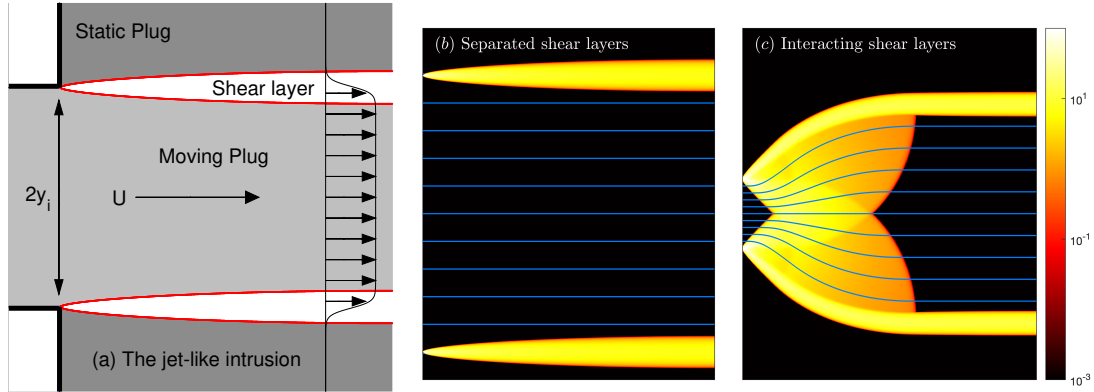 Static Plug
Shear layer
Moving Plug
2y_i
U
(a) The jet-like intrusion
(b) Separated shear layers
(c) Interacting shear layers
10^1
10^-1
10^-3